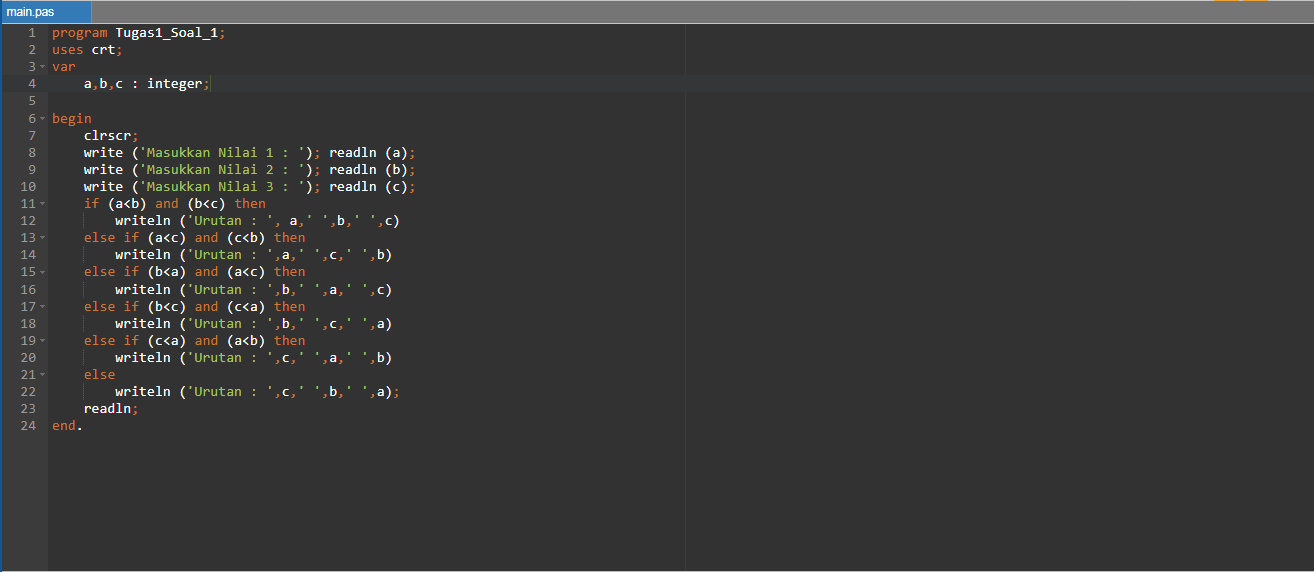 main.pas
1 program Tugas1_Soal_1;
2 uses crt;
3 var
4     a,b,c : integer;
5
6 begin
7     clrscr;
8     write ('Masukkan Nilai 1 : '); readln (a);
9     write ('Masukkan Nilai 2 : '); readln (b);
10     write ('Masukkan Nilai 3 : '); readln (c);
11     if (a<b) and (b<c) then
12         writeln ('Urutan : ', a,' ',b,' ',c)
13     else if (a<c) and (c<b) then
14         writeln ('Urutan : ',a,' ',c,' ',b)
15     else if (b<a) and (a<c) then
16         writeln ('Urutan : ',b,' ',a,' ',c)
17     else if (b<c) and (c<a) then
18         writeln ('Urutan : ',b,' ',c,' ',a)
19     else if (c<a) and (a<b) then
20         writeln ('Urutan : ',c,' ',a,' ',b)
21     else
22         writeln ('Urutan : ',c,' ',b,' ',a);
23     readln;
24 end.